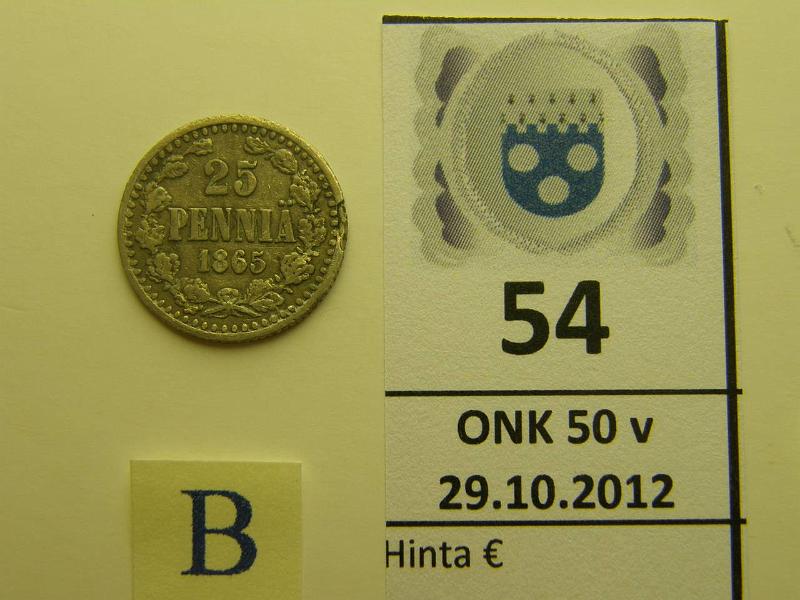 25
PENNIÄ
1865
B
54
ONK 50 v
29.10.2012
Hinta €